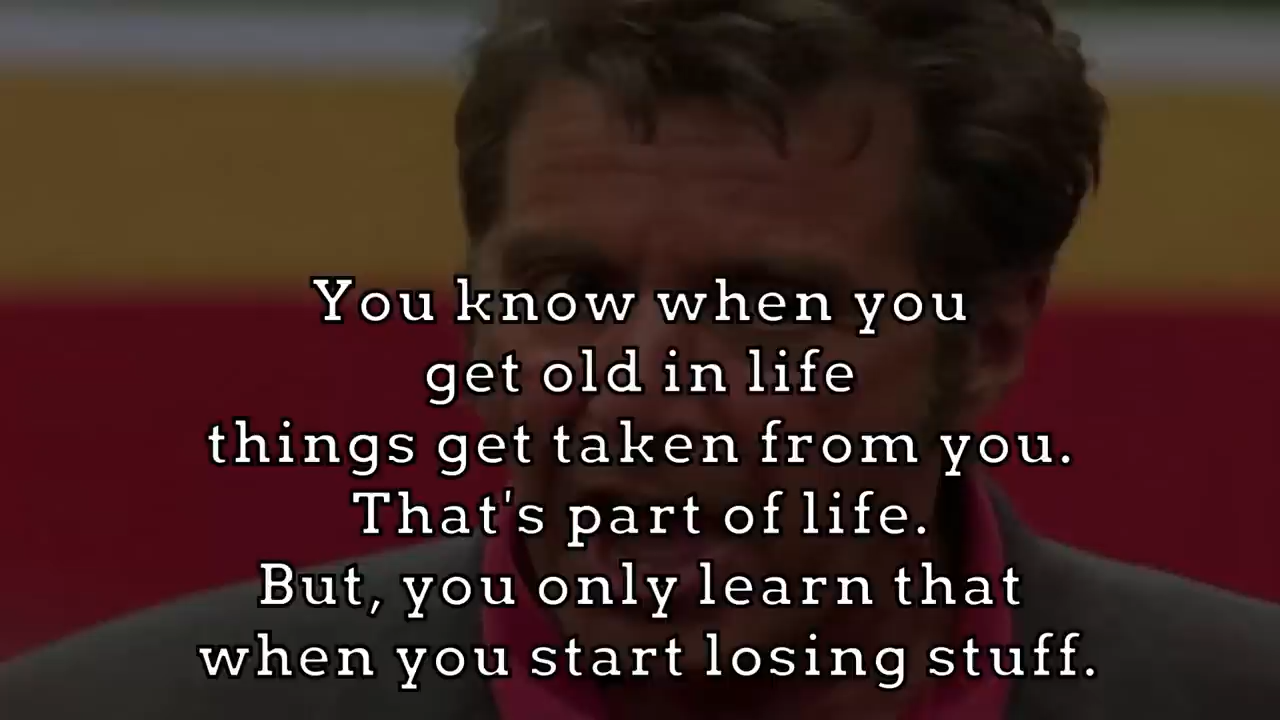 You know when you
get old in life
things get taken from you.
That's part of life.
But, you only learn that
when you start losing stuff.